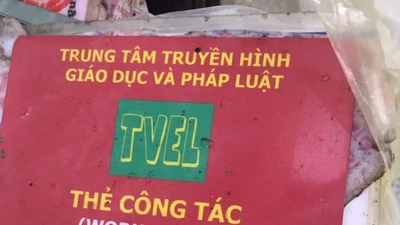 TRUNG TÂM TRUYỀN HÌNH
GIÁO DỤC VÀ PHÁP LUẬT
TVEL
THẺ CÔNG TÁC